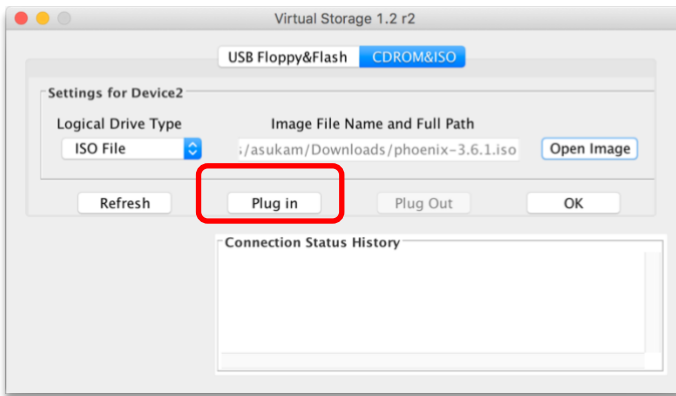 Virtual Storage 1.2 r2
USB Floppy&Flash CDROM&ISO
Settings for Device2
Logical Drive Type Image File Name and Full Path
ISO File :/asukam/Downloads/phoenix-3.6.1.iso Open Image
Refresh Plug in Plug Out OK
Connection Status History